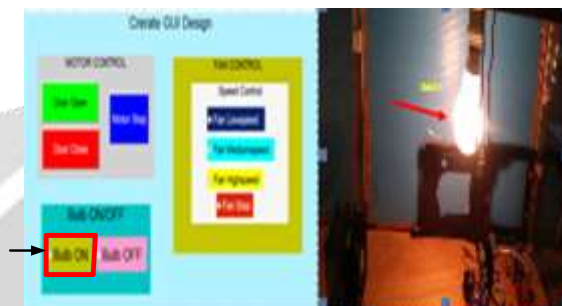 Create GUI Design
MOTOR CONTROL
Door Open
Door Close
Motor Stop
FAN CONTROL
Speed Control
Fan Lowspeed
Fan Mediumspeed
Fan Highspeed
Fan Stop
Bulb ON/OFF
Bulb ON
Bulb OFF